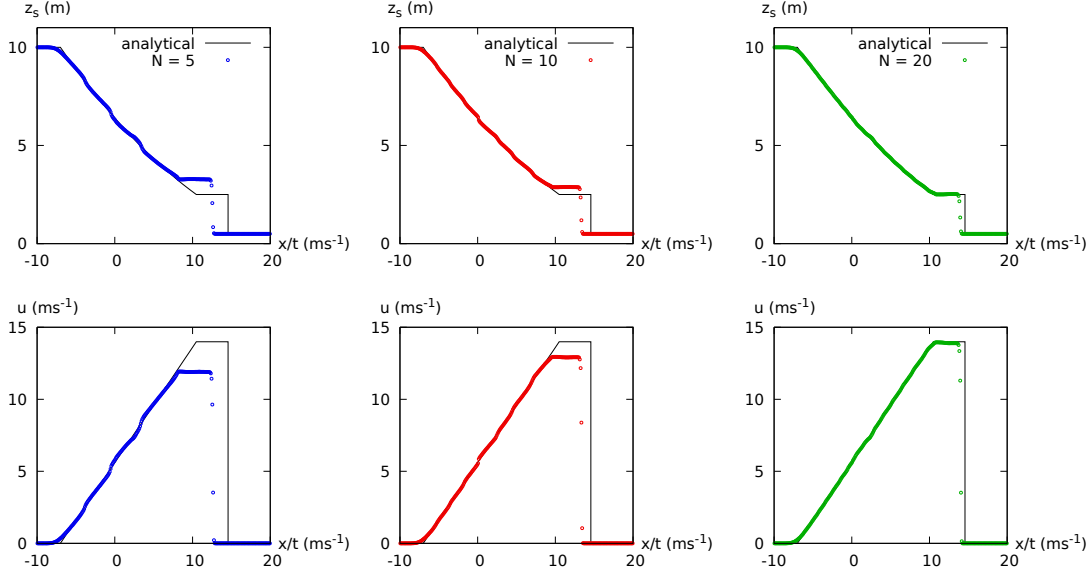 z_s (m)
10
5
0
-10 0 10 20
x/t (ms⁻¹)
analytical
N = 5
z_s (m)
10
5
0
-10 0 10 20
x/t (ms⁻¹)
analytical
N = 10
z_s (m)
10
5
0
-10 0 10 20
x/t (ms⁻¹)
analytical
N = 20
u (ms⁻¹)
15
10
5
0
-10 0 10 20
x/t (ms⁻¹)
u (ms⁻¹)
15
10
5
0
-10 0 10 20
x/t (ms⁻¹)
u (ms⁻¹)
15
10
5
0
-10 0 10 20
x/t (ms⁻¹)